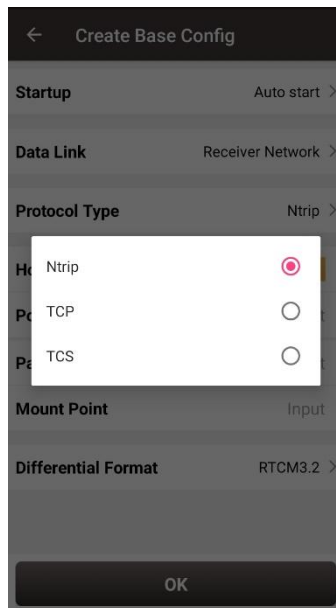 Create Base Config
Startup Auto start
Data Link Receiver Network
Protocol Type Ntrip
Ntrip
TCP
TCS
Mount Point Input
Differential Format RTCM3.2
OK